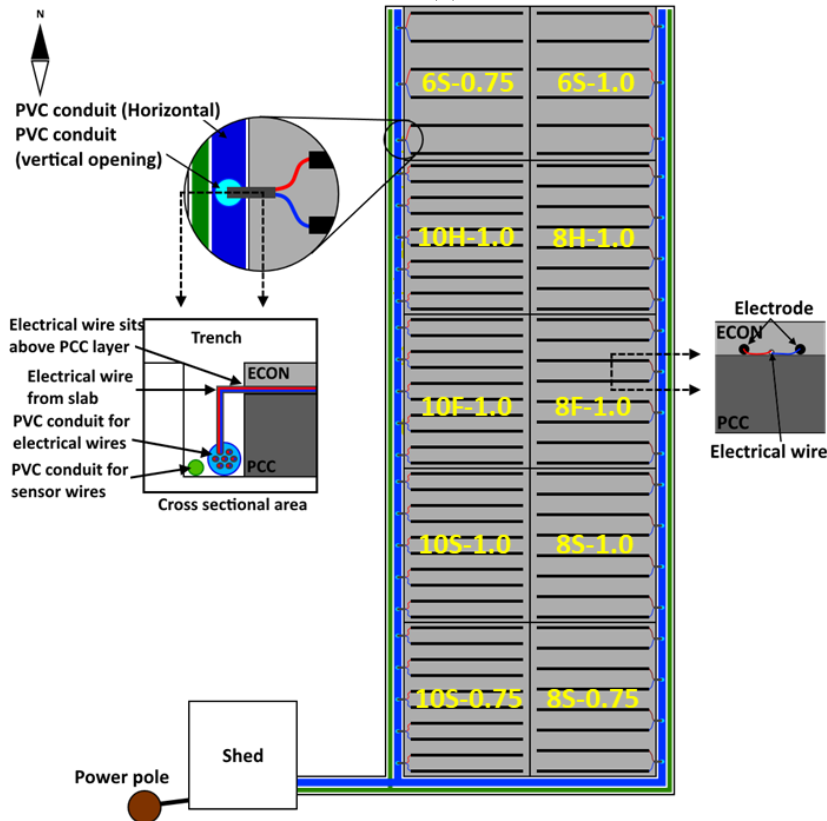 N
PVC conduit (Horizontal)
PVC conduit
(vertical opening)
6S-0.75
6S-1.0
10H-1.0
8H-1.0
Electrical wire sits
above PCC layer
Trench
ECON
Electrical wire
from slab
PVC conduit for
electrical wires
PVC conduit for
sensor wires
PCC
Cross sectional area
10F-1.0
8F-1.0
Electrode
ECON
PCC
Electrical wire
10S-1.0
8S-1.0
10S-0.75
8S-0.75
Shed
Power pole